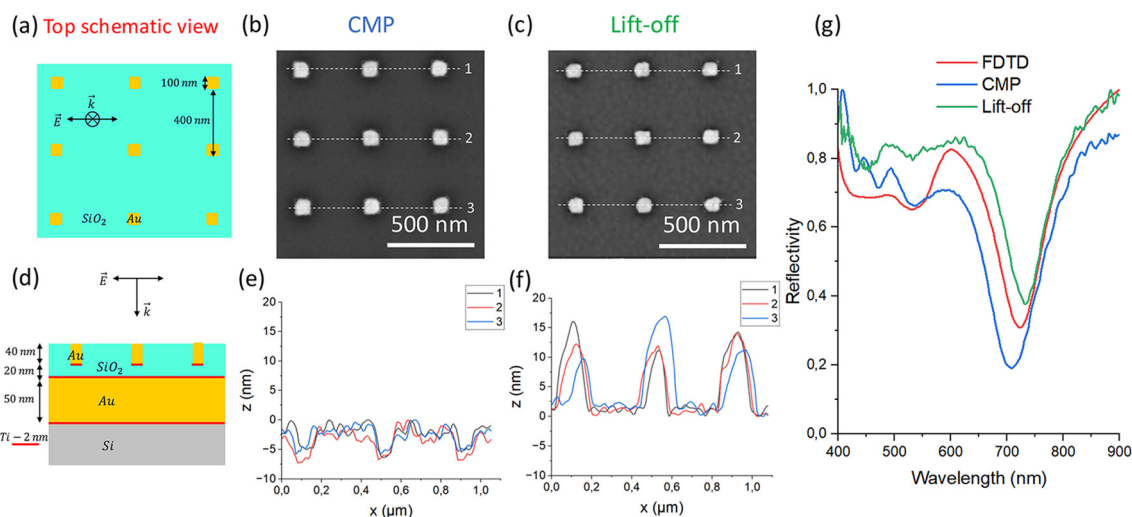 (a) Top schematic view
100 nm
k
E
400 nm
SiO2
Au
(b) CMP
1
2
3
500 nm
(c) Lift-off
1
2
3
500 nm
(d)
E
k
40 nm
Au
20 nm
SiO2
50 nm
Au
Ti − 2 nm
Si
(e)
1
2
3
20
15
10
5
0
−5
−10
z (nm)
0,0 0,2 0,4 0,6 0,8 1,0
x (µm)
(f)
1
2
3
20
15
10
5
0
−5
−10
z (nm)
0,0 0,2 0,4 0,6 0,8 1,0
x (µm)
(g)
FDTD
CMP
Lift-off
1,0
0,8
0,6
0,4
0,2
0,0
Reflectivity
400 500 600 700 800 900
Wavelength (nm)